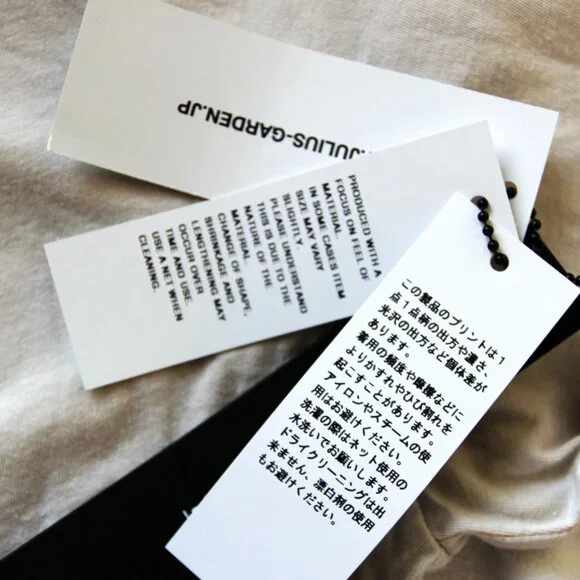 .JULIUS-GARDEN.JP
PRODUCED WITH A
FOCUS ON FEEL OF
MATERIAL.
IN SOME CASES ITEM
SIZE MAY VARY
SLIGHTLY.
PLEASE UNDERSTAND
THIS IS DUE TO THE
NATURE OF THE
MATERIAL.
CHANGE OF SHAPE,
SHRINKAGE AND
LENGTHENING MAY
OCCUR OVER
TIME AND USE.
USE A NET WHEN
CLEANING.
この製品のプリントは1
点1点柄の出方や濃さ、
光沢の出方など個体差が
あります。
着用の頻度や摩擦などに
よりかすれやひび割れを
起こすことがあります。
アイロンやスチームの使
用はお避けください。
洗濯の際はネット使用の
水洗いでお願いします。
ドライクリーニングは出
来ません、漂白剤の使用
もお避けください。